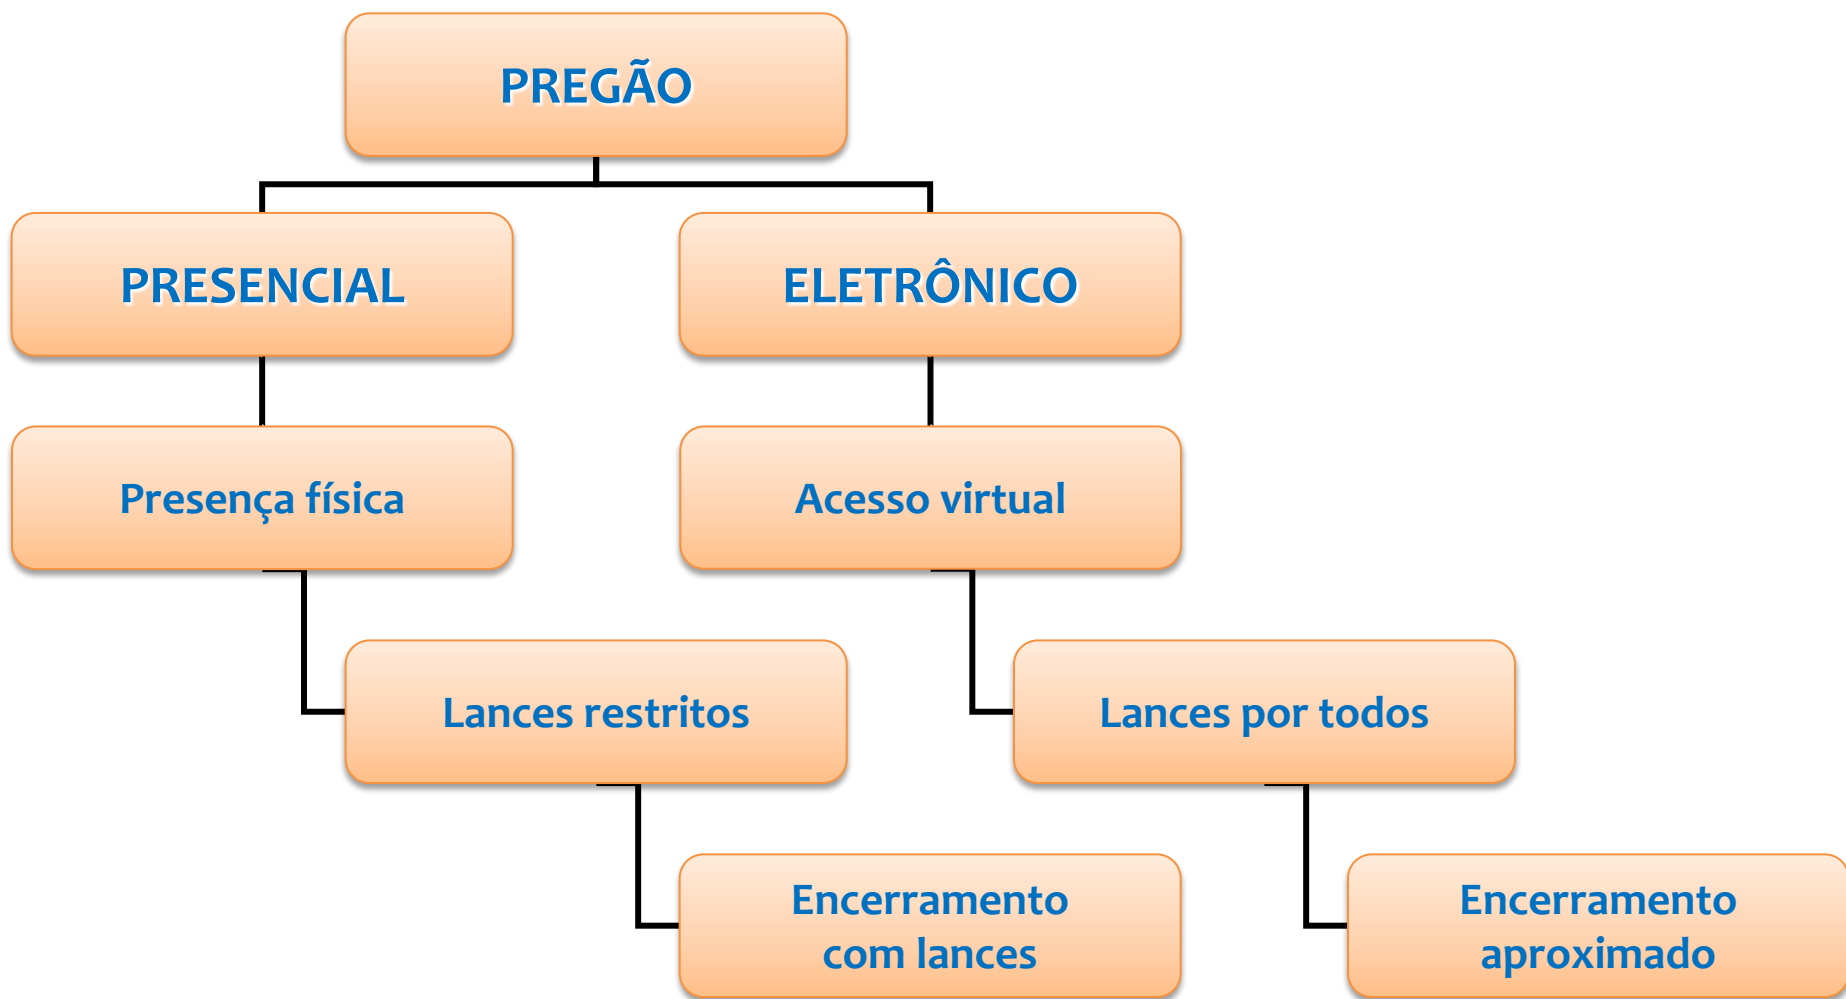 PREGÃO
PRESENCIAL
ELETRÔNICO
Presença física
Acesso virtual
Lances restritos
Lances por todos
Encerramento
com lances
Encerramento
aproximado